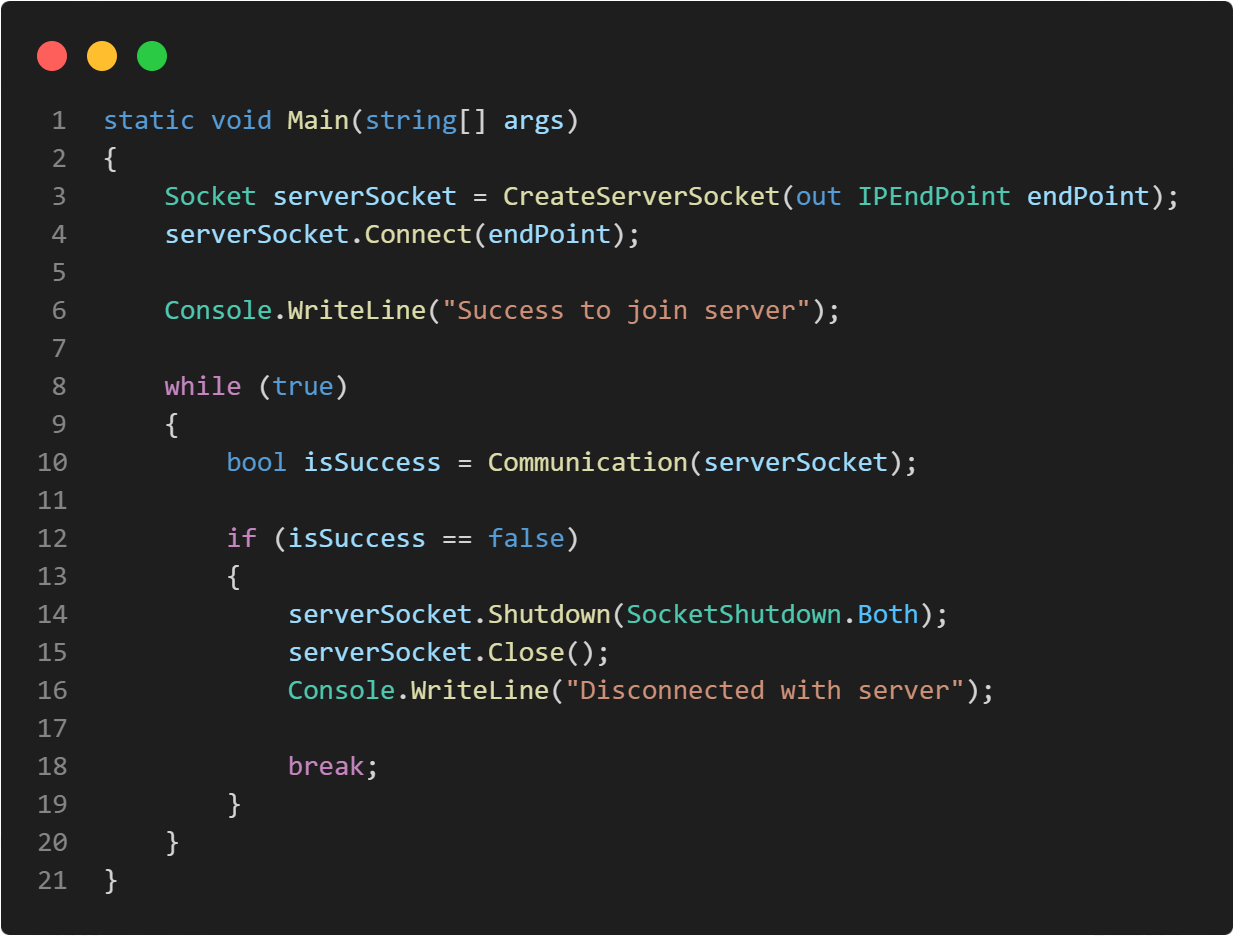 1 static void Main(string[] args)
2 {
3     Socket serverSocket = CreateServerSocket(out IPEndPoint endPoint);
4     serverSocket.Connect(endPoint);
5
6     Console.WriteLine("Success to join server");
7
8     while (true)
9     {
10         bool isSuccess = Communication(serverSocket);
11
12         if (isSuccess == false)
13         {
14             serverSocket.Shutdown(SocketShutdown.Both);
15             serverSocket.Close();
16             Console.WriteLine("Disconnected with server");
17
18             break;
19         }
20     }
21 }